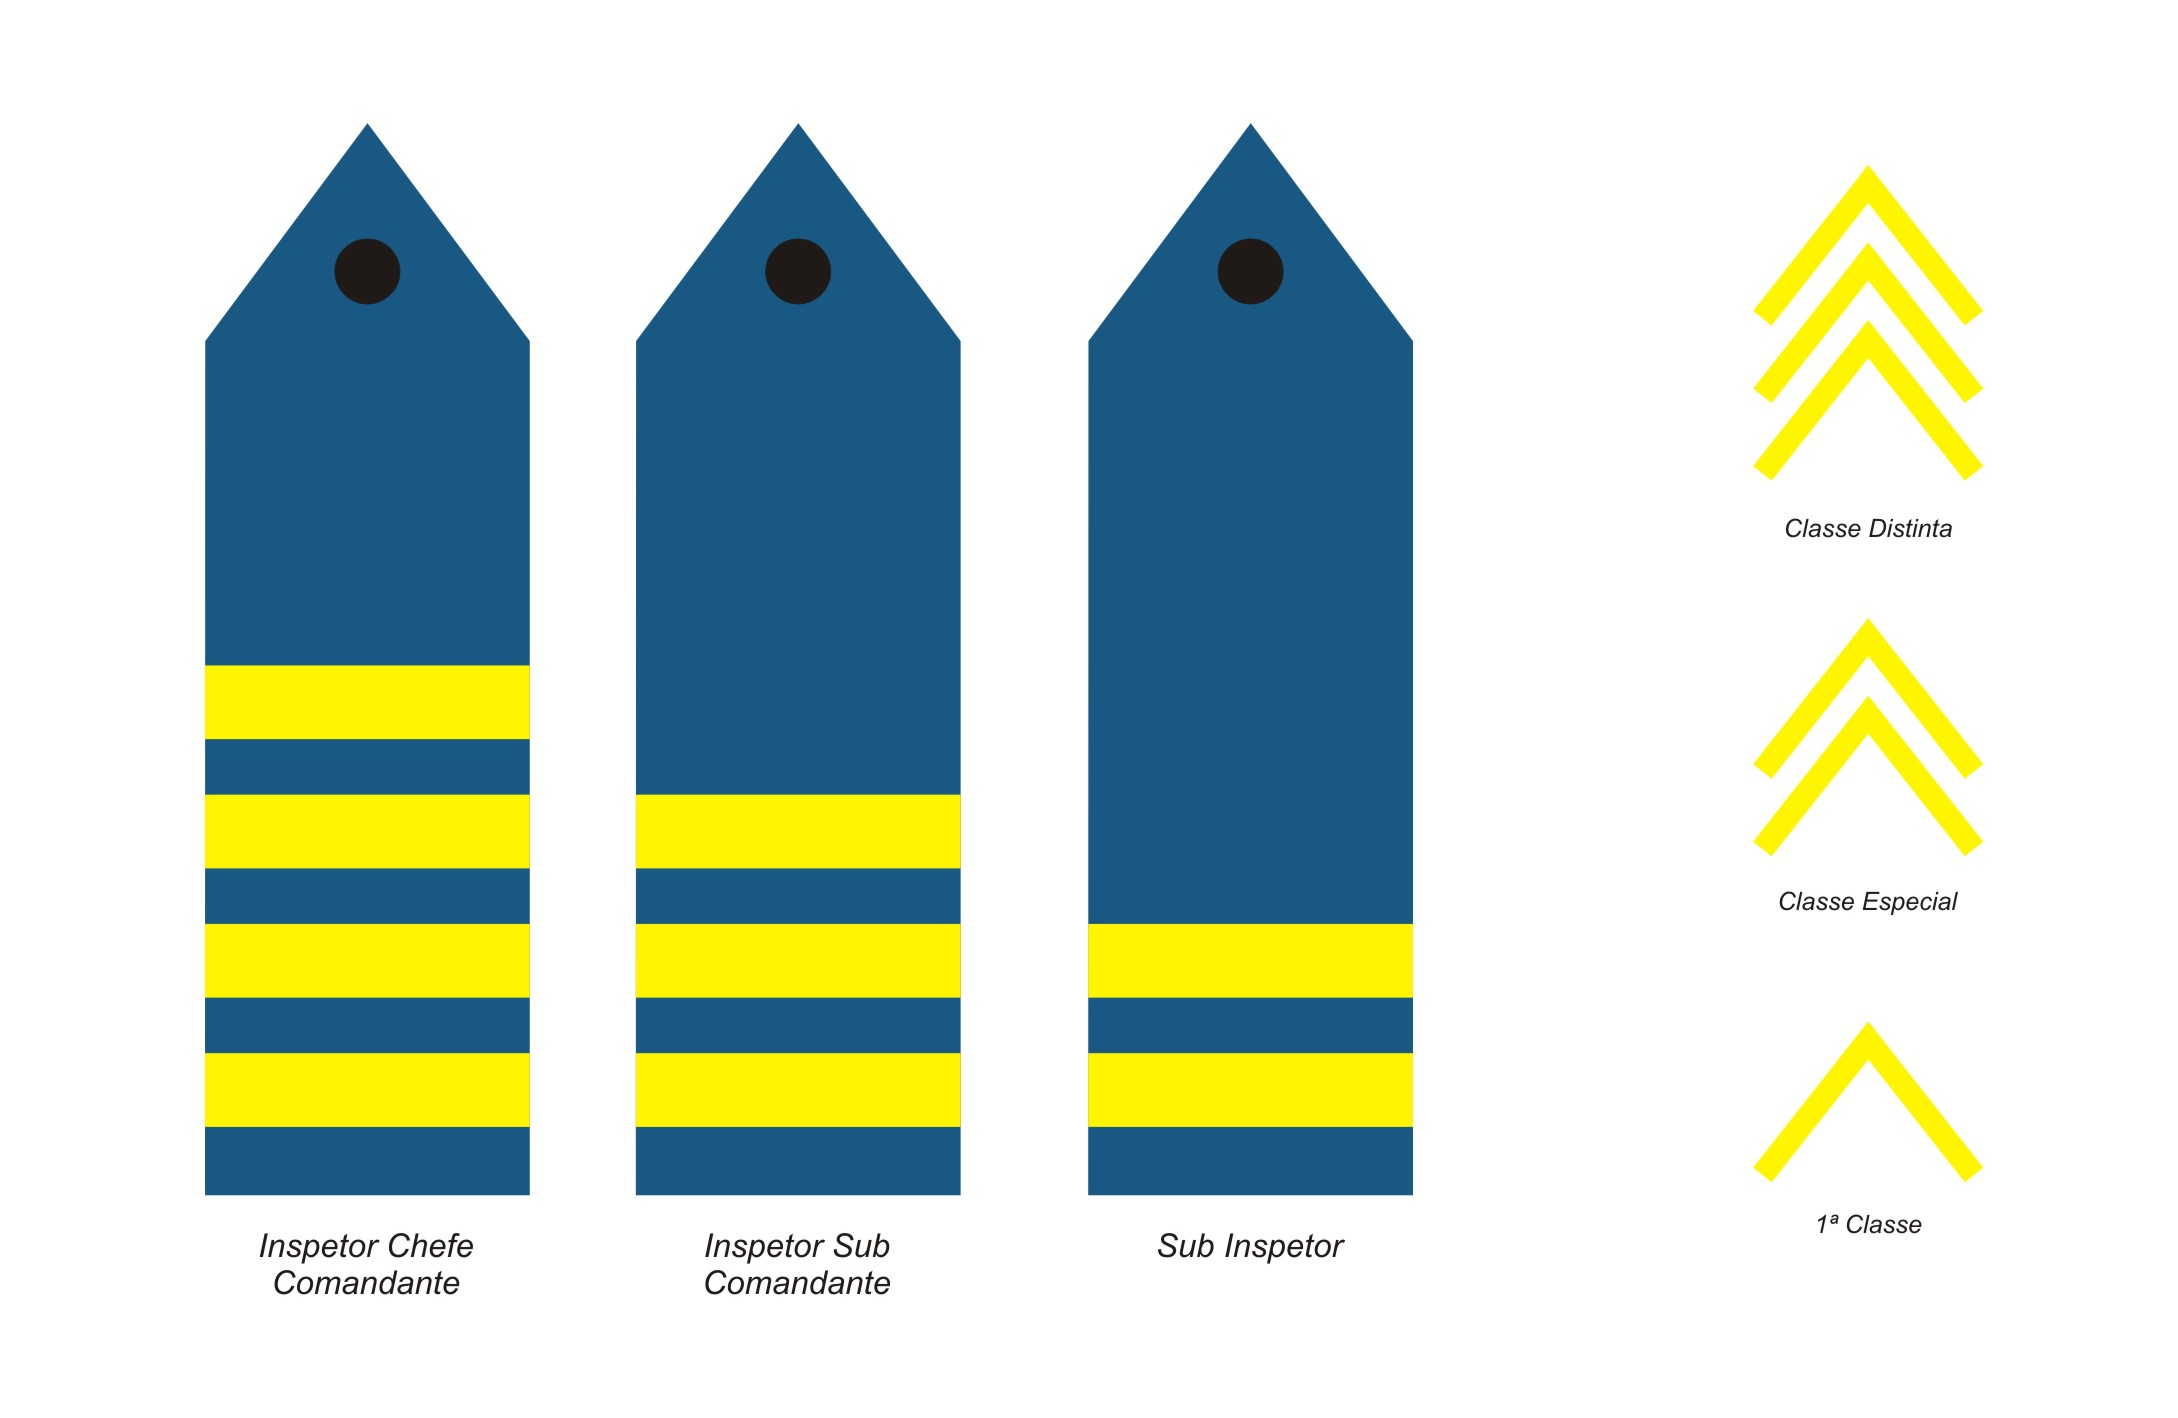 Inspetor Chefe
Comandante
Inspetor Sub
Comandante
Sub Inspetor
Classe Distinta
Classe Especial
1ª Classe